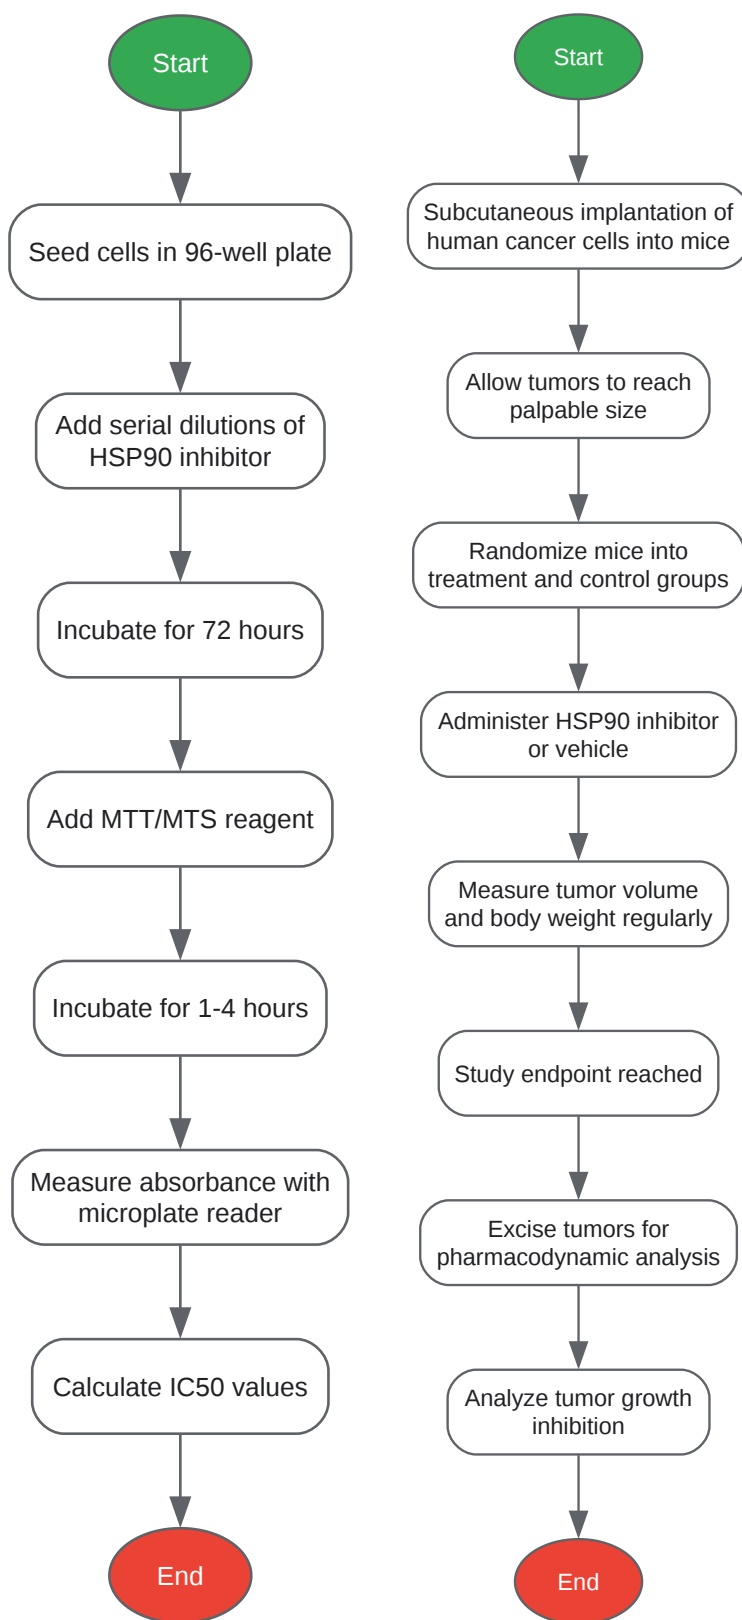 Start
Seed cells in 96-well plate
Add serial dilutions of
HSP90 inhibitor
Incubate for 72 hours
Add MTT/MTS reagent
Incubate for 1-4 hours
Measure absorbance with
microplate reader
Calculate IC50 values
End
Start
Subcutaneous implantation of
human cancer cells into mice
Allow tumors to reach
palpable size
Randomize mice into
treatment and control groups
Administer HSP90 inhibitor
or vehicle
Measure tumor volume
and body weight regularly
Study endpoint reached
Excise tumors for
pharmacodynamic analysis
Analyze tumor growth
inhibition
End